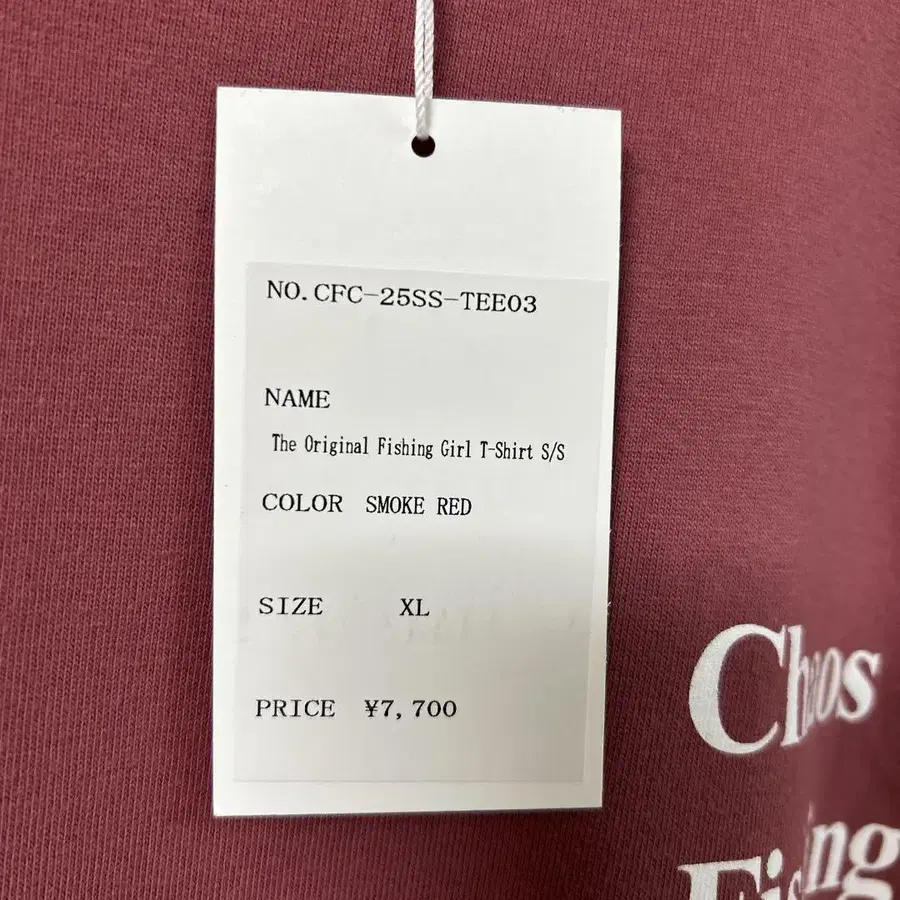 NO.CFC-25SS-TEE03
NAME
The Original Fishing Girl T-Shirt S/S
COLOR SMOKE RED
SIZE XL
PRICE ¥7,700
Chaos
Fishing